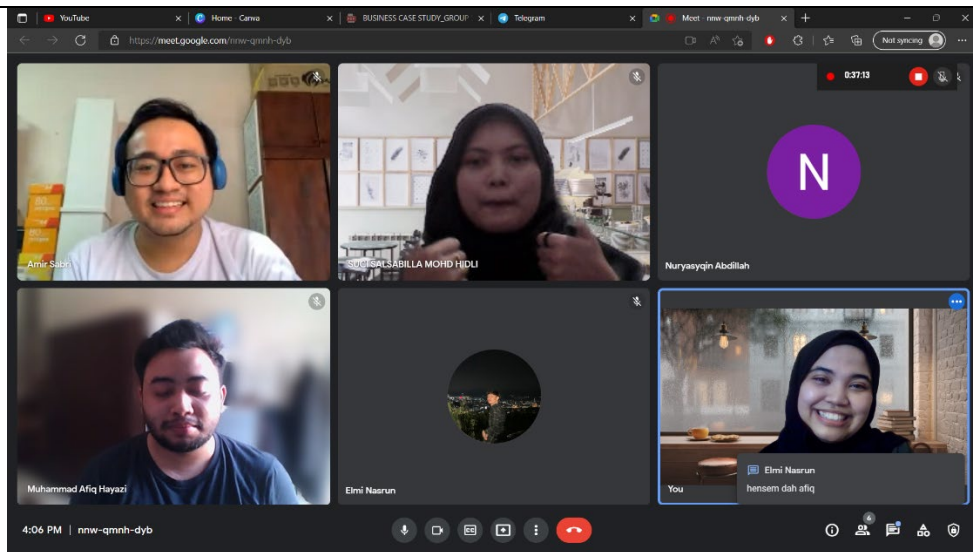 YouTube
Home - Canva
BUSINESS CASE STUDY_GROUP
Telegram
Meet - nnw-qmnh-dyb
https://meet.google.com/nnw-qmnh-dyb
Not syncing
0:37:13
Amir Sabri
SUCI SALSABILLA MOHD HIDLI
N
Nuryasyqin Abdillah
Muhammad Afiq Hayazi
Elmi Nasrun
You
Elmi Nasrun
hensem dah afiq
4:06 PM | nnw-qmnh-dyb
CC
6